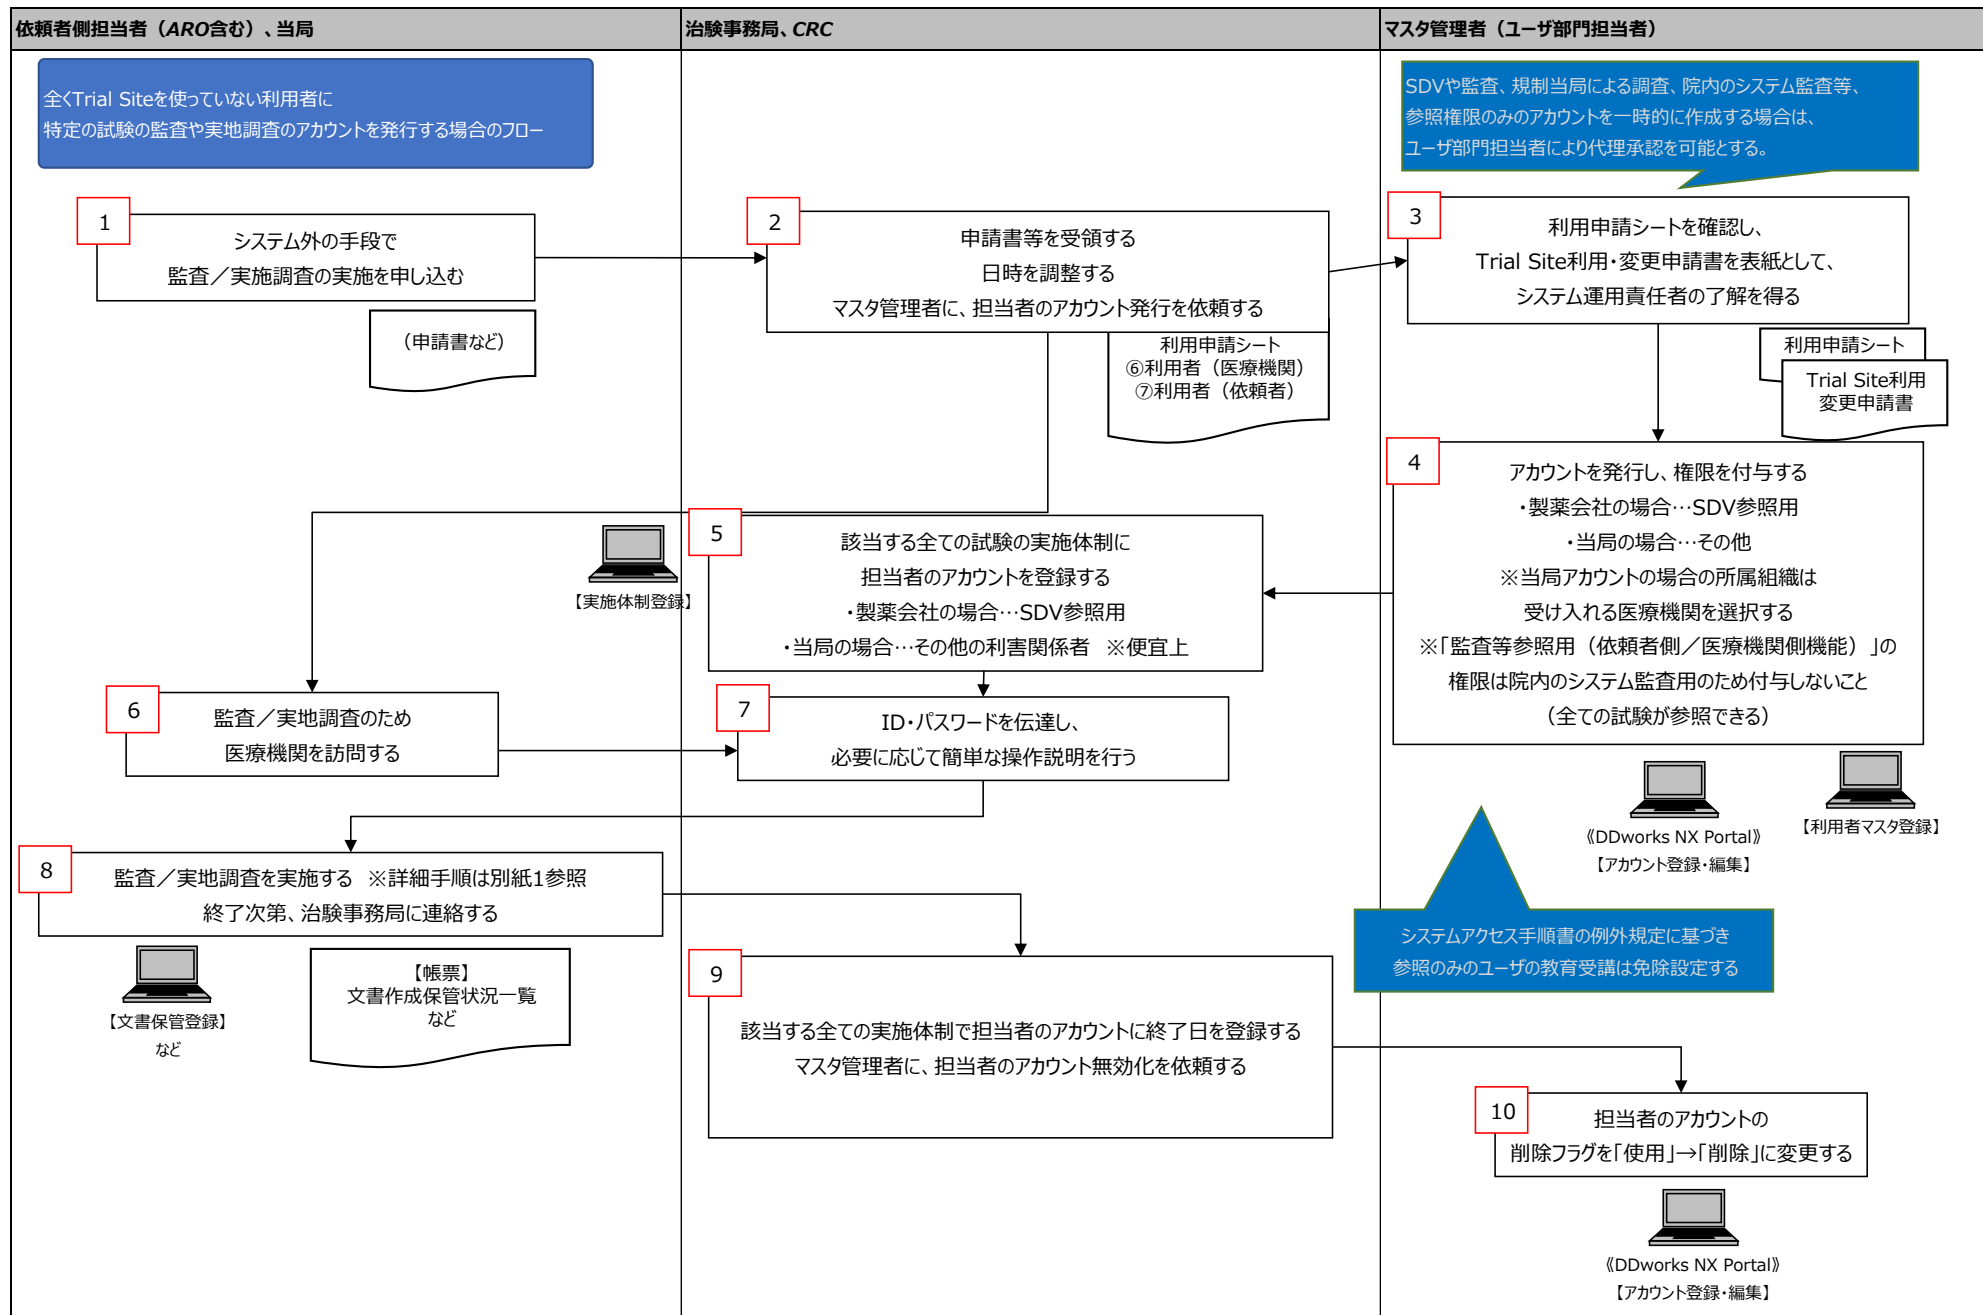 依頼者側担当者（ARO含む）、当局
治験事務局、CRC
マスタ管理者（ユーザ部門担当者）
全くTrial Siteを使っていない利用者に
特定の試験の監査や実地調査のアカウントを発行する場合のフロー
SDVや監査、規制当局による調査、院内のシステム監査等、
参照権限のみのアカウントを一時的に作成する場合は、
ユーザ部門担当者により代理承認を可能とする。
1
システム外の手段で
監査／実施調査の実施を申し込む
（申請書など）
2
申請書等を受領する
日時を調整する
マスタ管理者に、担当者のアカウント発行を依頼する
利用申請シート
⑥利用者（医療機関）
⑦利用者（依頼者）
3
利用申請シートを確認し、
Trial Site利用・変更申請書を表紙として、
システム運用責任者の了解を得る
利用申請シート
Trial Site利用
変更申請書
4
アカウントを発行し、権限を付与する
・製薬会社の場合…SDV参照用
・当局の場合…その他
※当局アカウントの場合の所属組織は
受け入れる医療機関を選択する
※「監査等参照用（依頼者側／医療機関側機能）」の
権限は院内のシステム監査用のため付与しないこと
（全ての試験が参照できる）
《DDworks NX Portal》
【アカウント登録・編集】
【利用者マスタ登録】
5
該当する全ての試験の実施体制に
担当者のアカウントを登録する
・製薬会社の場合…SDV参照用
・当局の場合…その他の利害関係者　※便宜上
【実施体制登録】
6
監査／実地調査のため
医療機関を訪問する
7
ID・パスワードを伝達し、
必要に応じて簡単な操作説明を行う
8
監査／実地調査を実施する　※詳細手順は別紙1参照
終了次第、治験事務局に連絡する
【文書保管登録】
など
【帳票】
文書作成保管状況一覧
など
システムアクセス手順書の例外規定に基づき
参照のみのユーザの教育受講は免除設定する
9
該当する全ての実施体制で担当者のアカウントに終了日を登録する
マスタ管理者に、担当者のアカウント無効化を依頼する
10
担当者のアカウントの
削除フラグを「使用」→「削除」に変更する
《DDworks NX Portal》
【アカウント登録・編集】